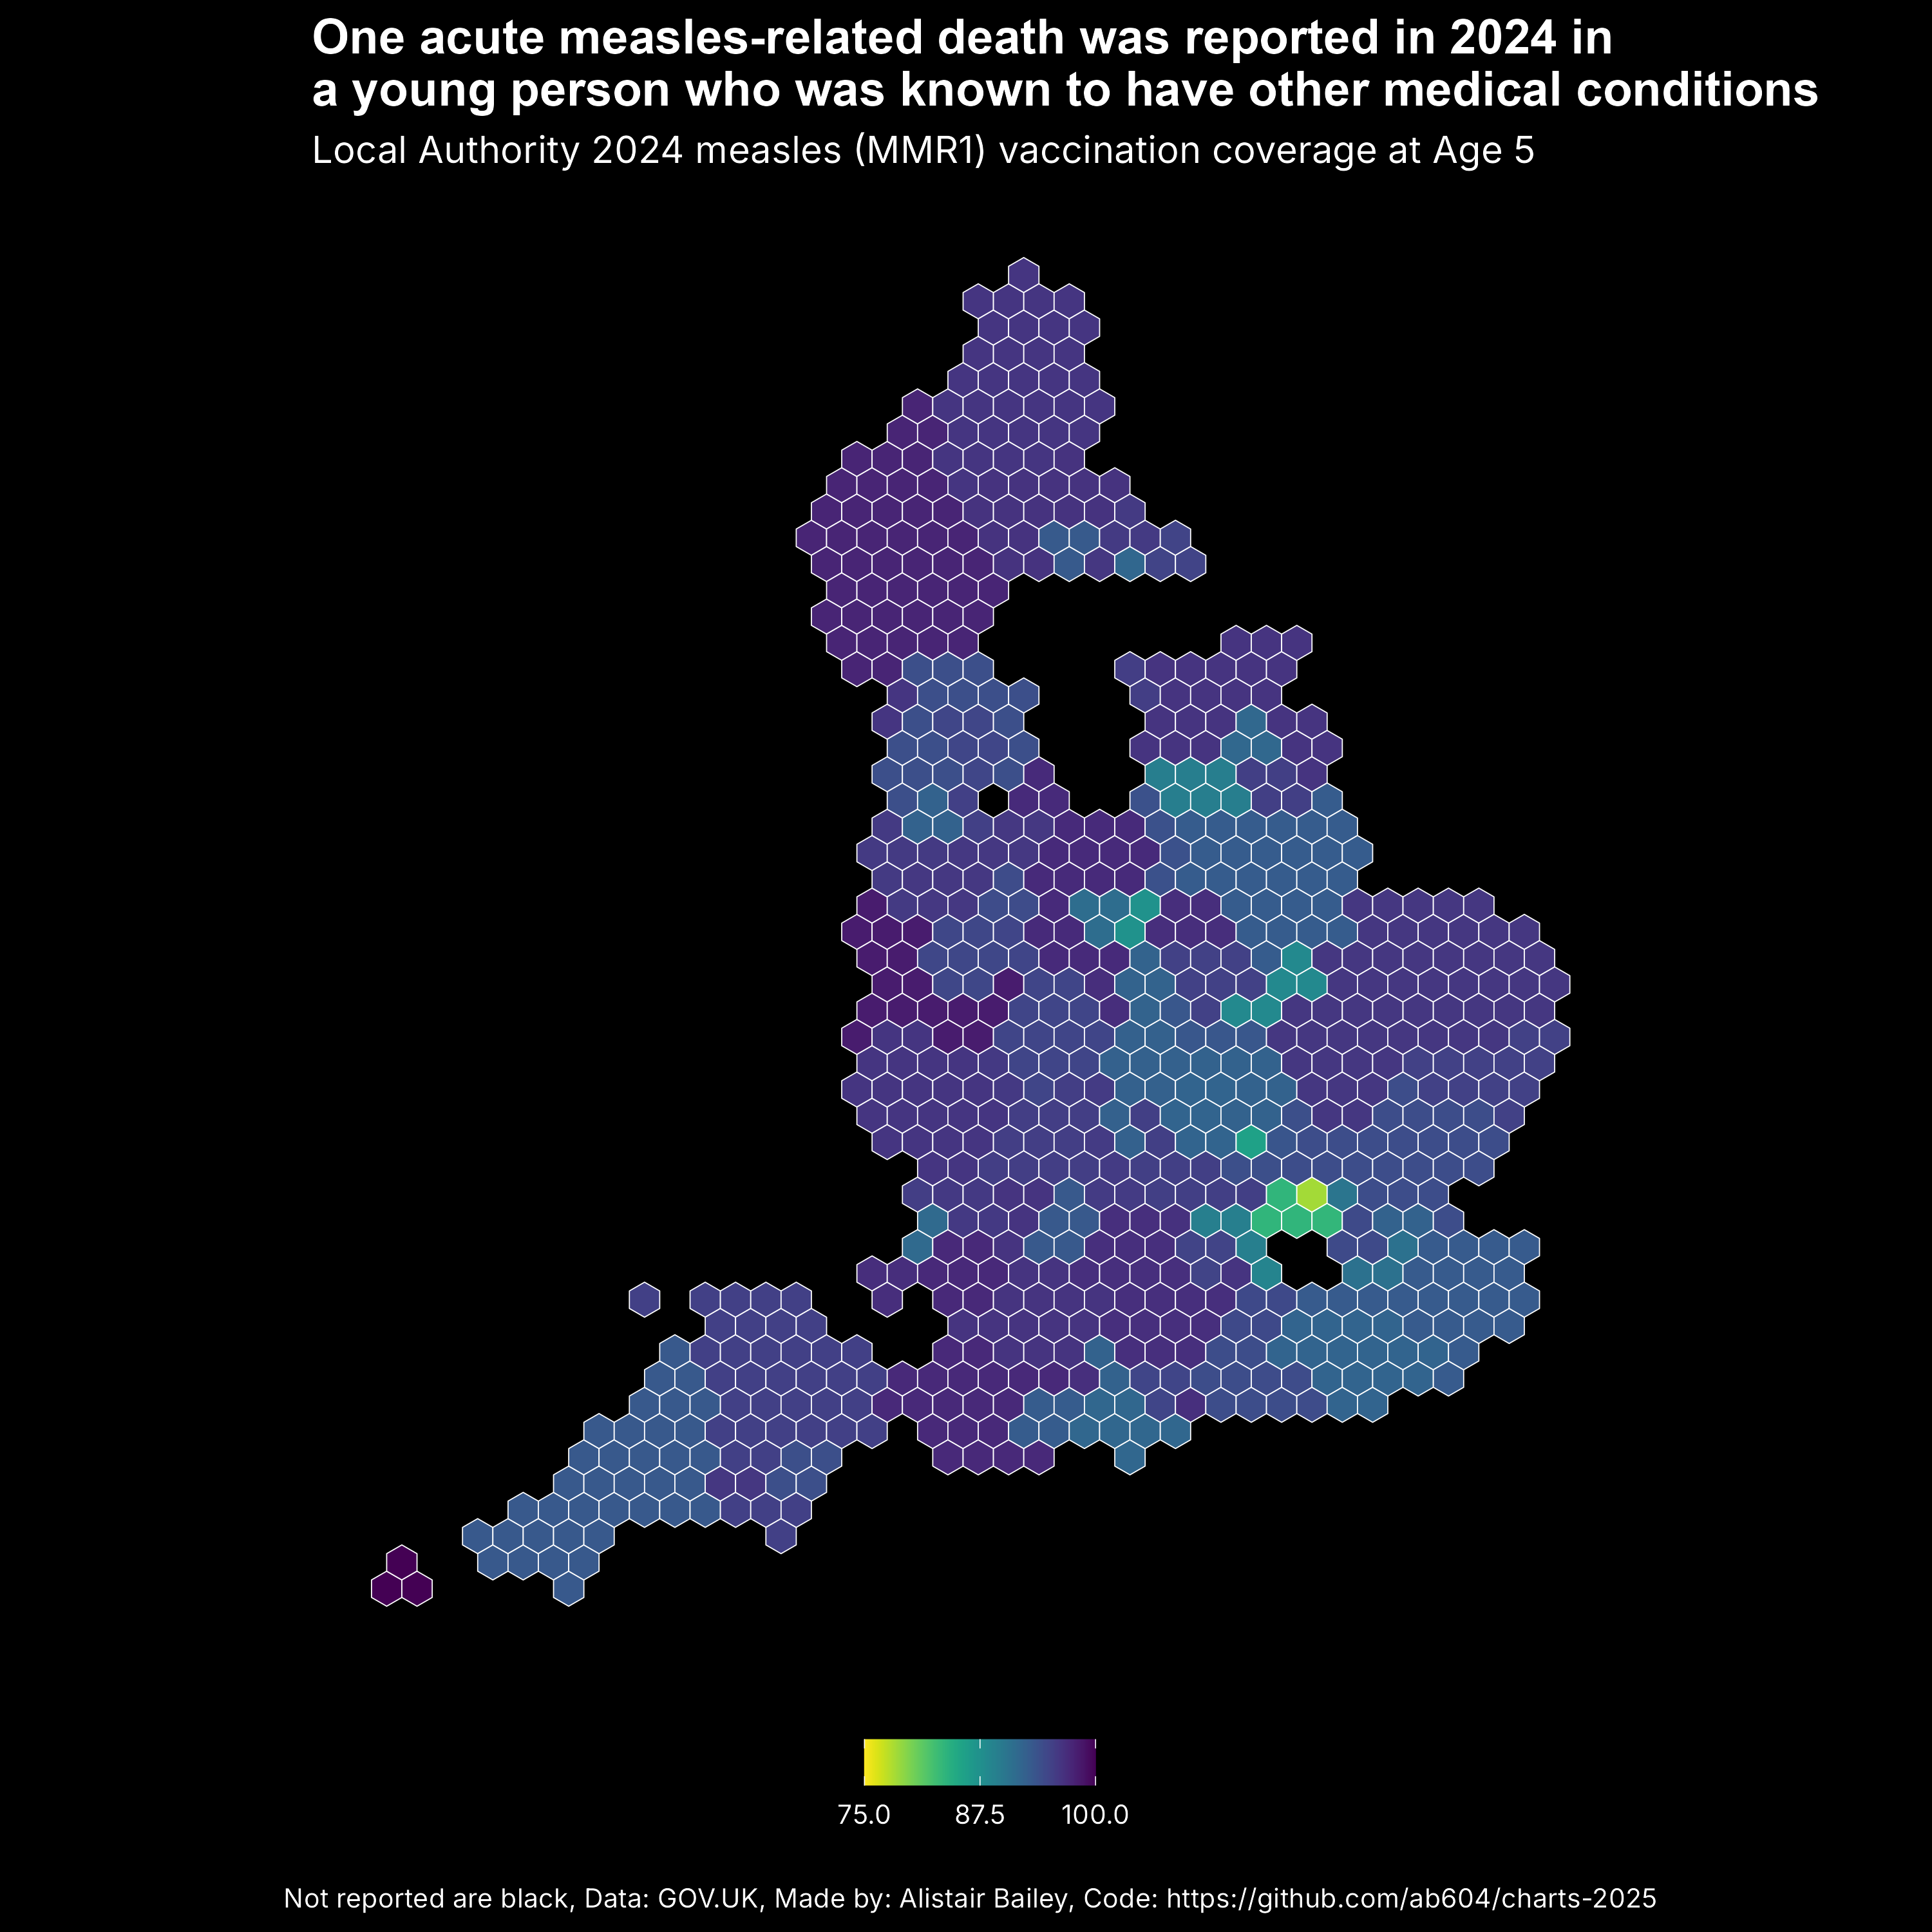 One acute measles-related death was reported in 2024 in
a young person who was known to have other medical conditions
Local Authority 2024 measles (MMR1) vaccination coverage at Age 5
75.0 87.5 100.0
Not reported are black, Data: GOV.UK, Made by: Alistair Bailey, Code: https://github.com/ab604/charts-2025